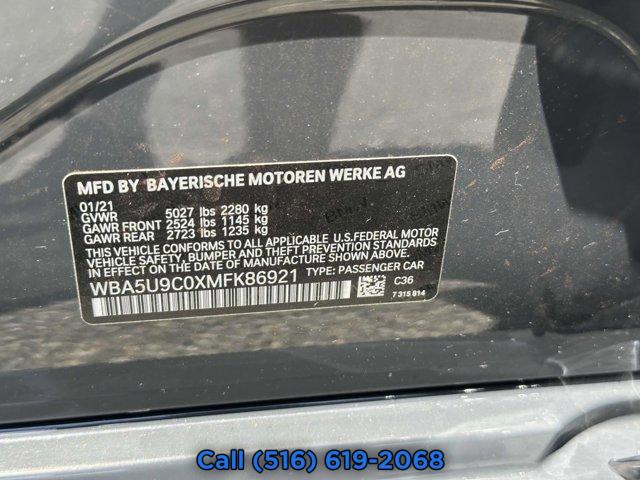 MFD BY BAYERISCHE MOTOREN WERKE AG
01/21
GVWR 5027 lbs 2280 kg
GAWR FRONT 2524 lbs 1145 kg
GAWR REAR 2723 lbs 1235 kg
THIS VEHICLE CONFORMS TO ALL APPLICABLE U.S.FEDERAL MOTOR
VEHICLE SAFETY, BUMPER AND THEFT PREVENTION STANDARDS
IN EFFECT ON THE DATE OF MANUFACTURE SHOWN ABOVE.
WBA5U9C0XMFK86921 TYPE: PASSENGER CAR
C36
7 315 814
Call (516) 619-2068